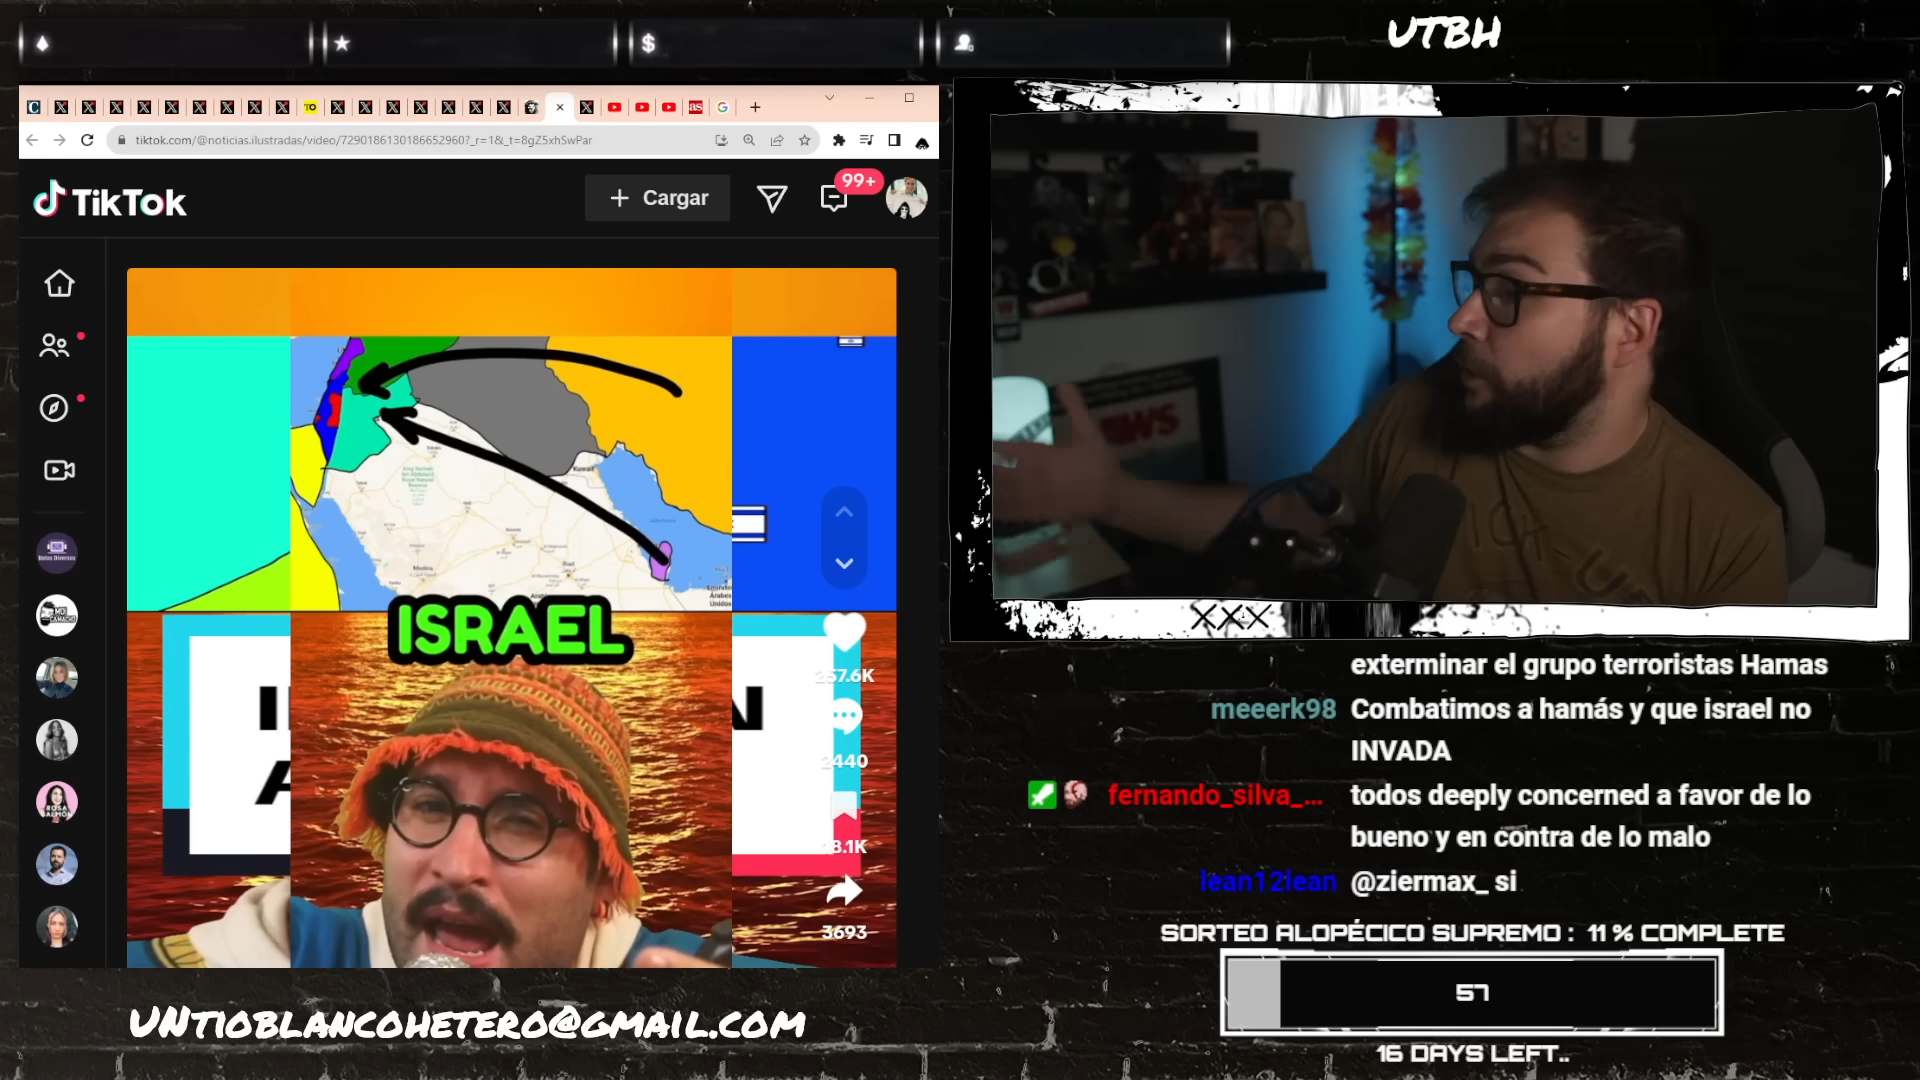 UTBH
tiktok.com/@noticias.ilustradas/video/7290186130186652960?_r=1&_t=8gZ5xhSwPar
TikTok
+ Cargar
99+
Kuwait
Riad
ISRAEL
257.6K
2440
3693
exterminar el grupo terroristas Hamas
meeerk98 Combatimos a hamás y que israel no
INVADA
fernando_silva_... todos deeply concerned a favor de lo
bueno y en contra de lo malo
lean12lean @ziermax_ si
SORTEO ALOPÉCICO SUPREMO : 11 % COMPLETE
57
16 DAYS LEFT..
UNTIOBLANCOHETERO@GMAIL.COM